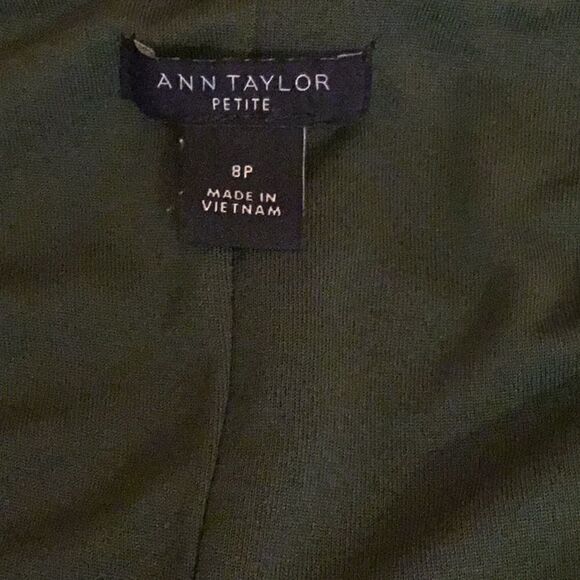 ANN TAYLOR
PETITE
8P
MADE IN
VIETNAM